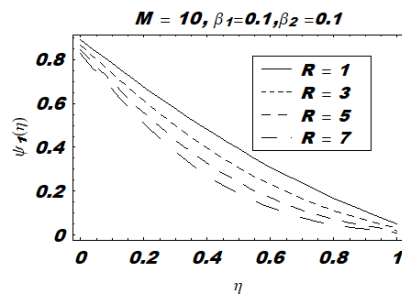 M = 10, β1=0.1,β2 =0.1
ψ1(η)
0.8
0.6
0.4
0.2
0
R = 1
R = 3
R = 5
R = 7
0 0.2 0.4 0.6 0.8 1
η